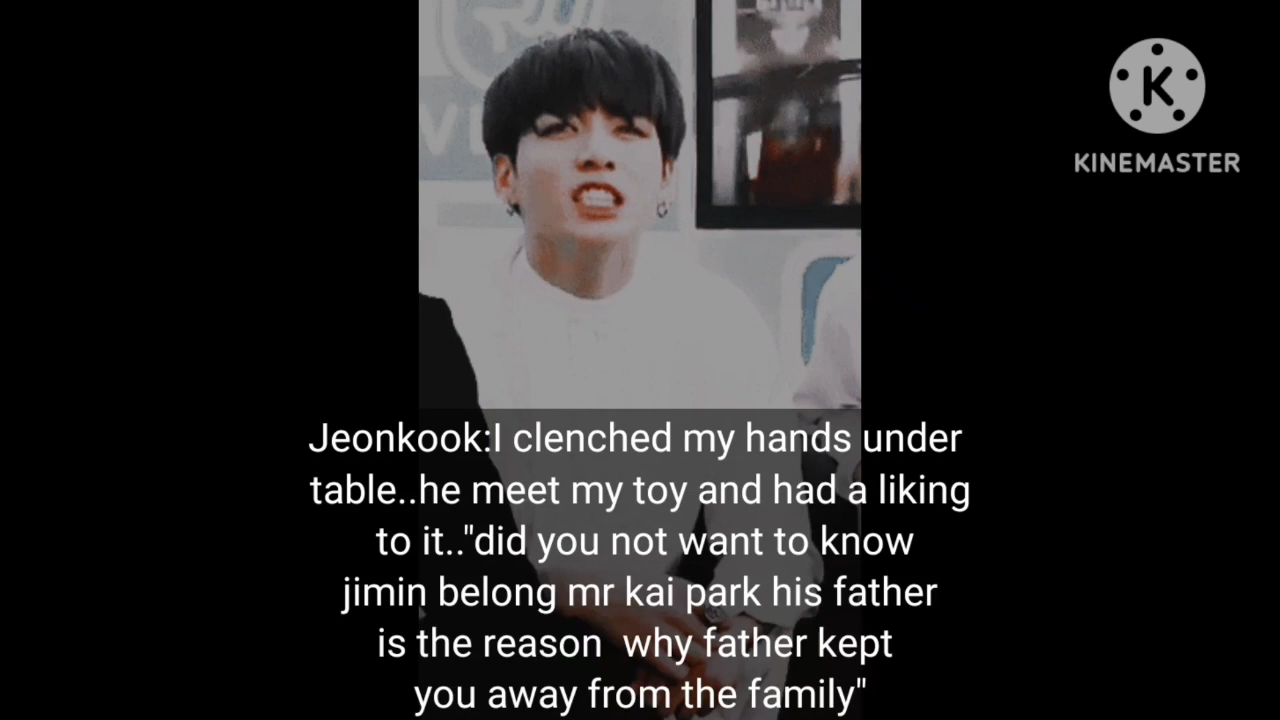 KINEMASTER
Jeonkook:I clenched my hands under
table..he meet my toy and had a liking
to it.."did you not want to know
jimin belong mr kai park his father
is the reason  why father kept
you away from the family"